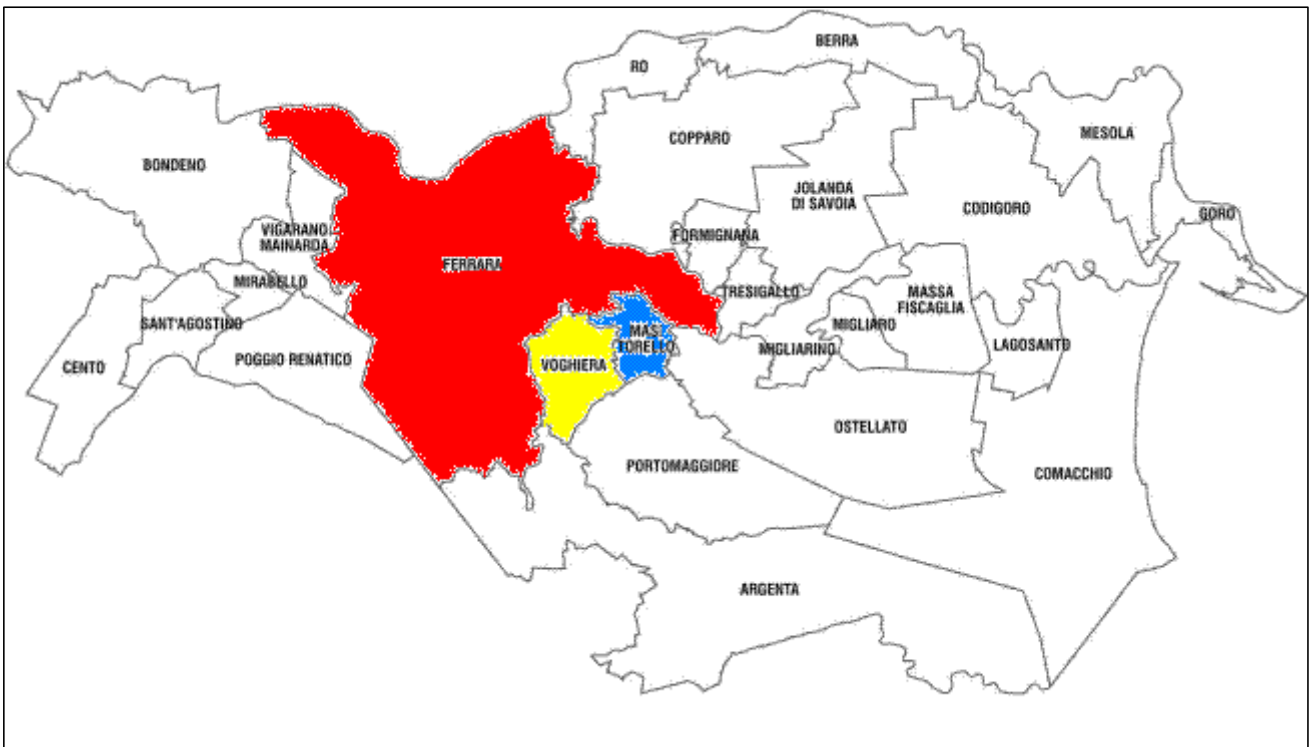 BERRA
RO
COPPARO
MESOLA
BONDENO
JOLANDA
DI SAVOIA
CODIGORO
GORO
VIGARANO
MAINARDA
FORMIGNANA
FERRARA
MIRABELLO
TRESIGALLO
MASSA
FISCAGLIA
SANT'AGOSTINO
MIGLIARO
MASI
TORELLO
LAGOSANTO
MIGLIARINO
POGGIO RENATICO
CENTO
VOGHIERA
OSTELLATO
PORTOMAGGIORE
COMACCHIO
ARGENTA